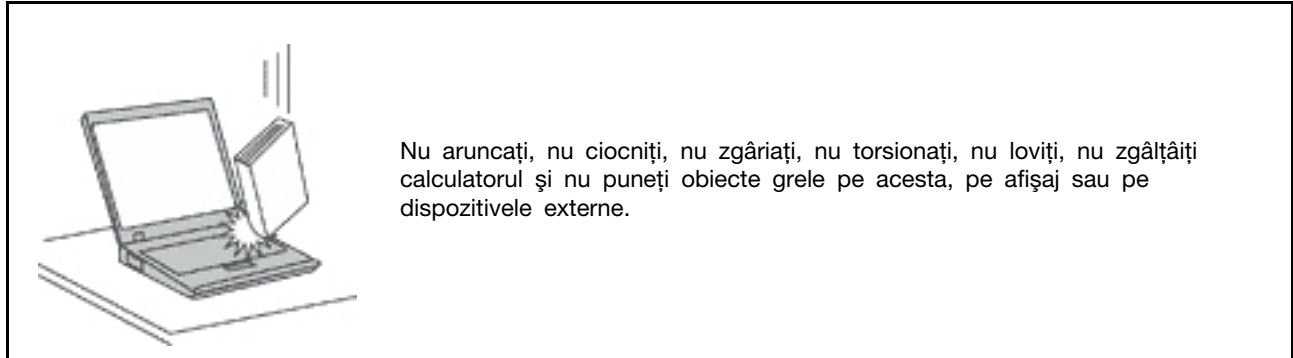 Nu aruncați, nu ciocniți, nu zgâriați, nu torsionați, nu loviți, nu zgâlțâiți
calculatorul şi nu puneți obiecte grele pe acesta, pe afişaj sau pe
dispozitivele externe.